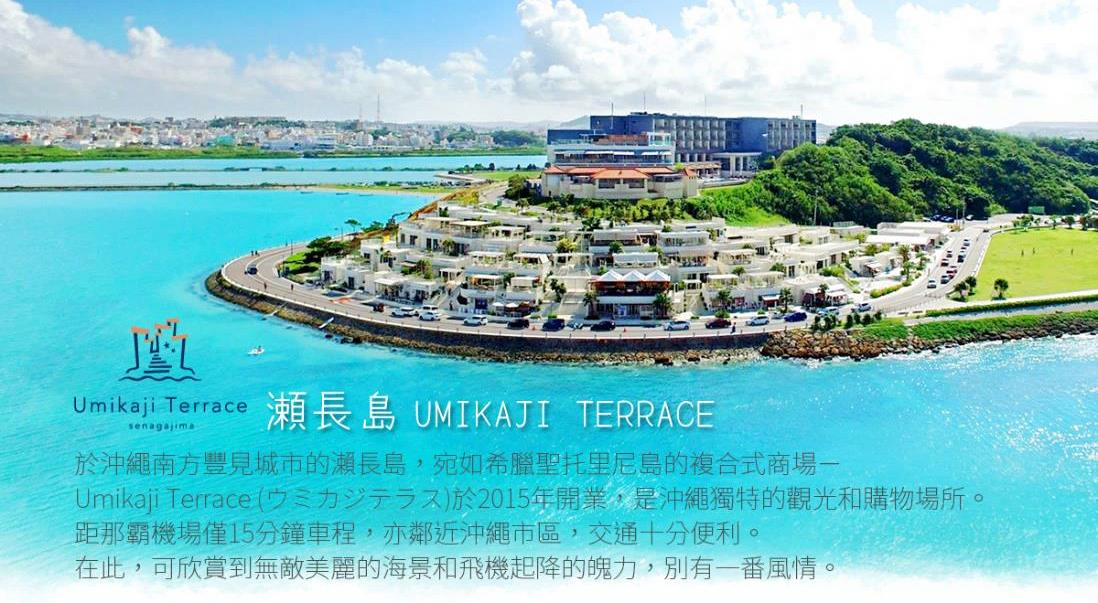 Umikaji Terrace
senagajima
瀬長島 UMIKAJI TERRACE
於沖繩南方豐見城市的瀨長島，宛如希臘聖托里尼島的複合式商場－
Umikaji Terrace (ウミカジテラス)於2015年開業，是沖繩獨特的觀光和購物場所。
距那霸機場僅15分鐘車程，亦鄰近沖繩市區，交通十分便利。
在此，可欣賞到無敵美麗的海景和飛機起降的魄力，別有一番風情。